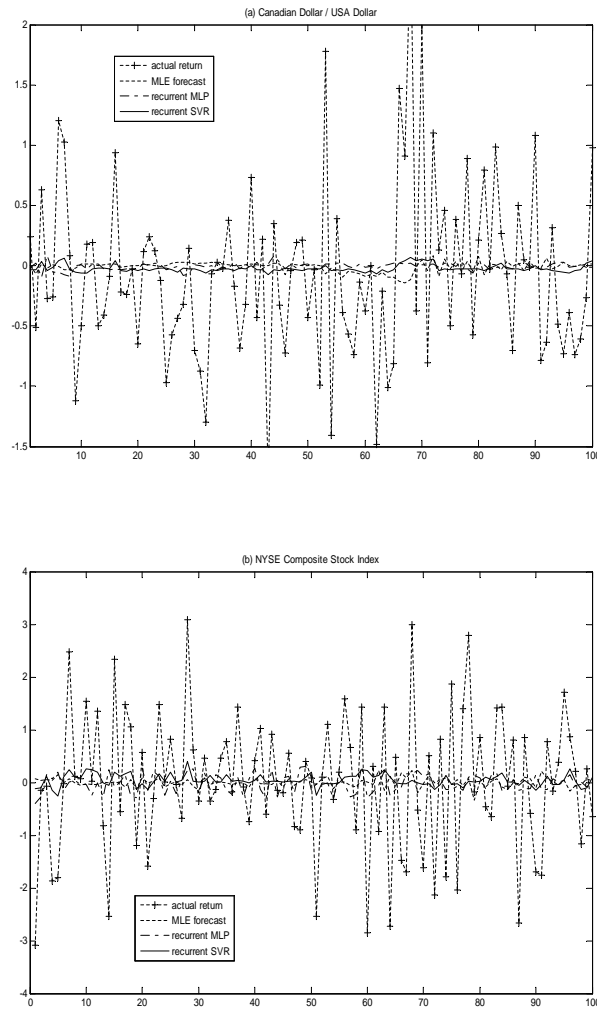 (a) Canadian Dollar / USA Dollar
2
1.5
1
0.5
0
-0.5
-1
-1.5
actual return
MLE forecast
recurrent MLP
recurrent SVR
10 20 30 40 50 60 70 80 90 100
(b) NYSE Composite Stock Index
4
3
2
1
0
-1
-2
-3
-4
actual return
MLE forecast
recurrent MLP
recurrent SVR
0 10 20 30 40 50 60 70 80 90 100